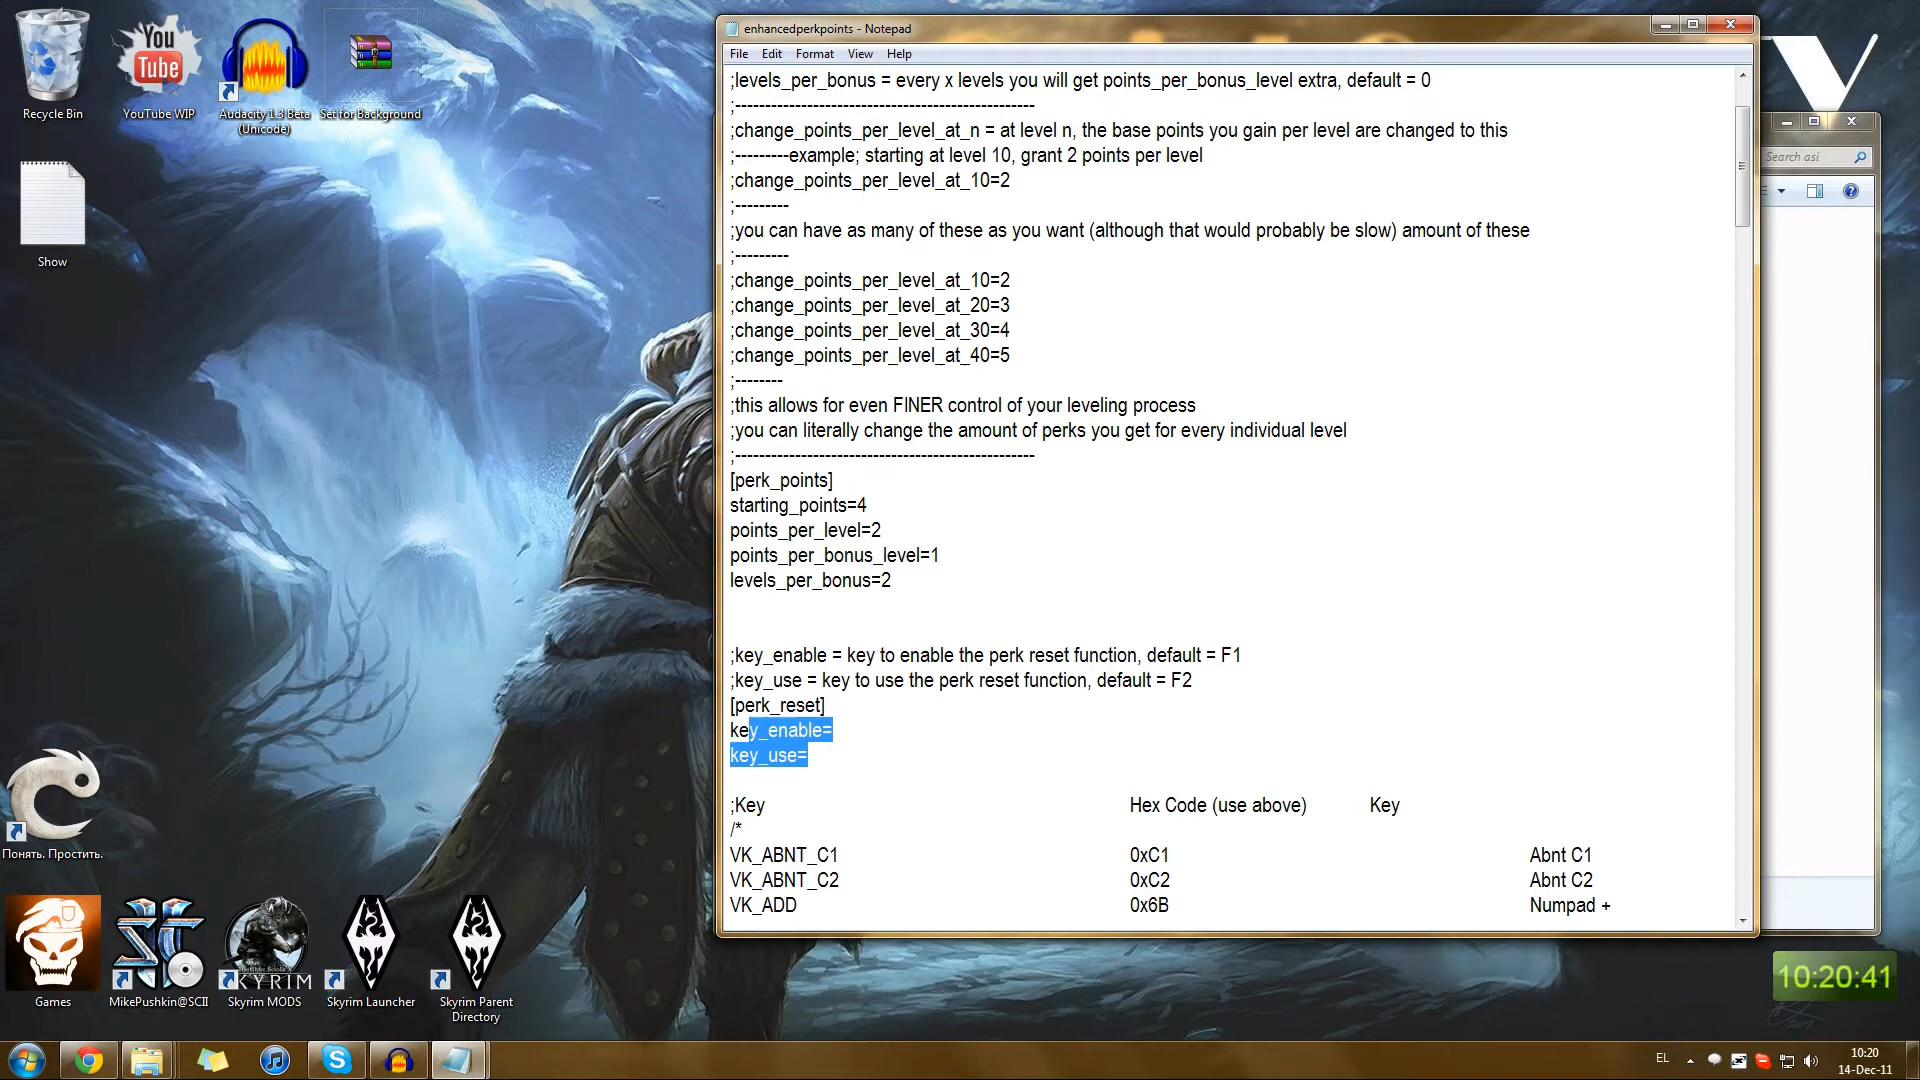 Recycle Bin
You
Tube
YouTube WIP
Audacity 1.3 Beta
(Unicode)
Set for Background
Show
Понять. Простить.
Games
MikePushkin@SCII
SKYRIM
Skyrim MODS
Skyrim Launcher
Skyrim Parent
Directory
enhancedperkpoints - Notepad
File Edit Format View Help
;levels_per_bonus = every x levels you will get points_per_bonus_level extra, default = 0
;--------------------------------------------------
;change_points_per_level_at_n = at level n, the base points you gain per level are changed to this
;---------example; starting at level 10, grant 2 points per level
;change_points_per_level_at_10=2
;---------
;you can have as many of these as you want (although that would probably be slow) amount of these
;---------
;change_points_per_level_at_10=2
;change_points_per_level_at_20=3
;change_points_per_level_at_30=4
;change_points_per_level_at_40=5
;--------
;this allows for even FINER control of your leveling process
;you can literally change the amount of perks you get for every individual level
;--------------------------------------------------
[perk_points]
starting_points=4
points_per_level=2
points_per_bonus_level=1
levels_per_bonus=2
;key_enable = key to enable the perk reset function, default = F1
;key_use = key to use the perk reset function, default = F2
[perk_reset]
key_enable=
key_use=
;Key Hex Code (use above) Key
/*
VK_ABNT_C1 0xC1 Abnt C1
VK_ABNT_C2 0xC2 Abnt C2
VK_ADD 0x6B Numpad +
Search asi
10:20:41
EL
10:20
14-Dec-11